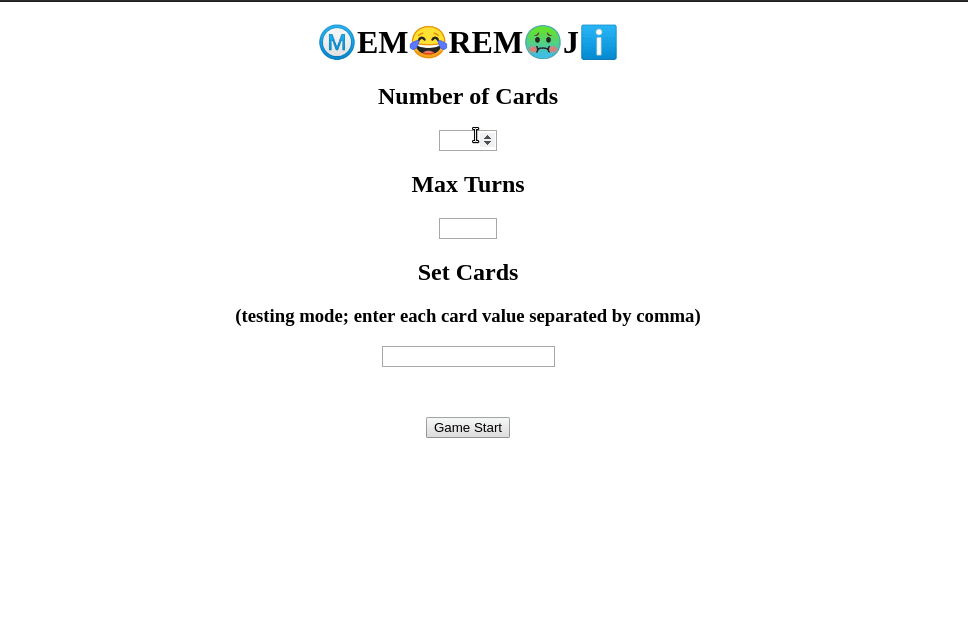 ⓂEM😂REM🤢Jℹ
Number of Cards
Max Turns
Set Cards
(testing mode; enter each card value separated by comma)
Game Start